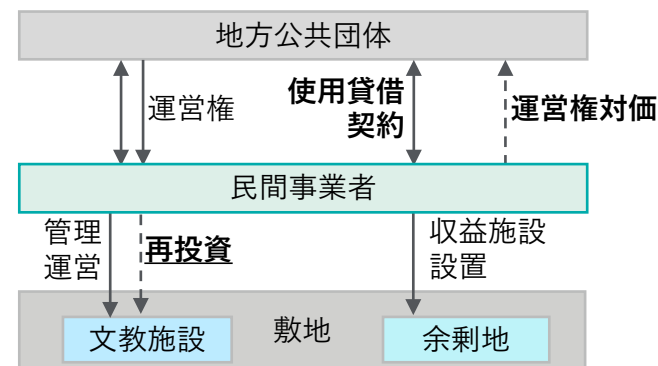 地方公共団体
運営権
使用貸借
契約
運営権対価
民間事業者
管理
運営
再投資
収益施設
設置
文教施設
敷地
余剰地